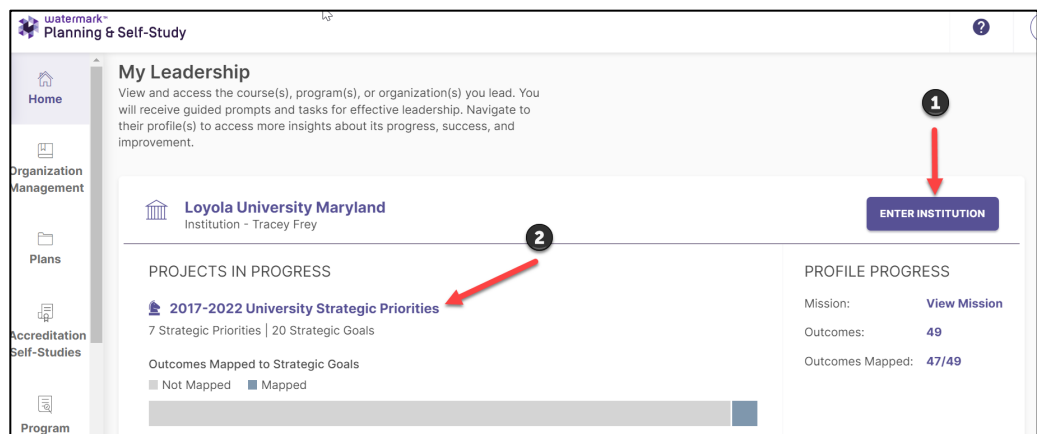 watermark™
Planning & Self-Study
?
Home
Organization
Management
Plans
Accreditation
Self-Studies
Program
My Leadership
View and access the course(s), program(s), or organization(s) you lead. You
will receive guided prompts and tasks for effective leadership. Navigate to
their profile(s) to access more insights about its progress, success, and
improvement.
1
Loyola University Maryland
Institution - Tracey Frey
ENTER INSTITUTION
2
PROJECTS IN PROGRESS
2017-2022 University Strategic Priorities
7 Strategic Priorities | 20 Strategic Goals
Outcomes Mapped to Strategic Goals
Not Mapped Mapped
PROFILE PROGRESS
Mission: View Mission
Outcomes: 49
Outcomes Mapped: 47/49